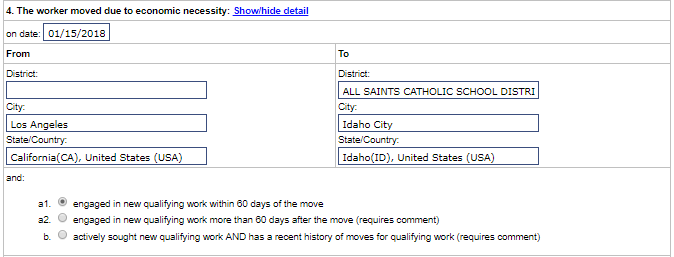 4. The worker moved due to economic necessity: Show/hide detail
on date: 01/15/2018
From To
District: District:
ALL SAINTS CATHOLIC SCHOOL DISTRI
City: City:
Los Angeles Idaho City
State/Country: State/Country:
California(CA), United States (USA) Idaho(ID), United States (USA)
and:
a1. engaged in new qualifying work within 60 days of the move
a2. engaged in new qualifying work more than 60 days after the move (requires comment)
b. actively sought new qualifying work AND has a recent history of moves for qualifying work (requires comment)